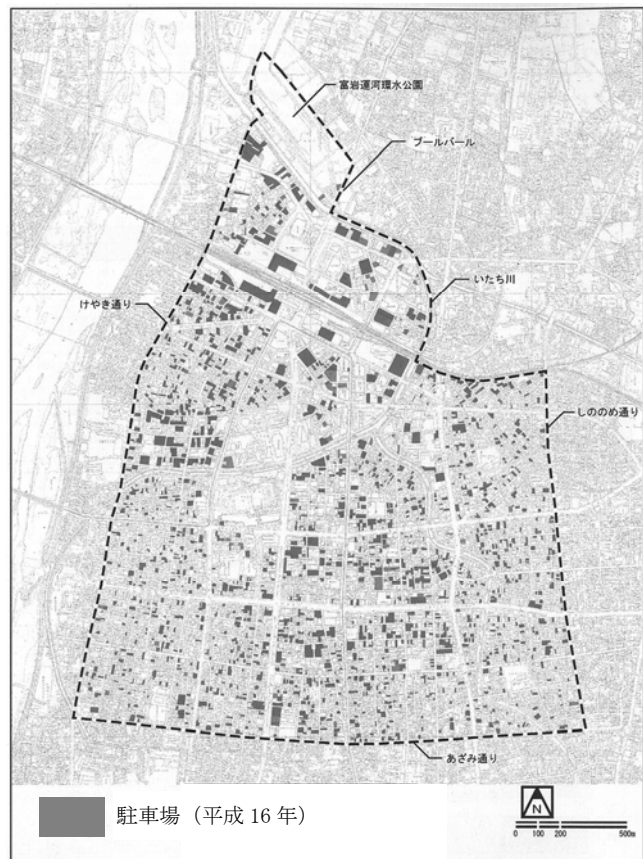 富岩運河環水公園
ブールバール
いたち川
けやき通り
しののめ通り
あざみ通り
駐車場（平成 16 年）
N
0 100 200 500m